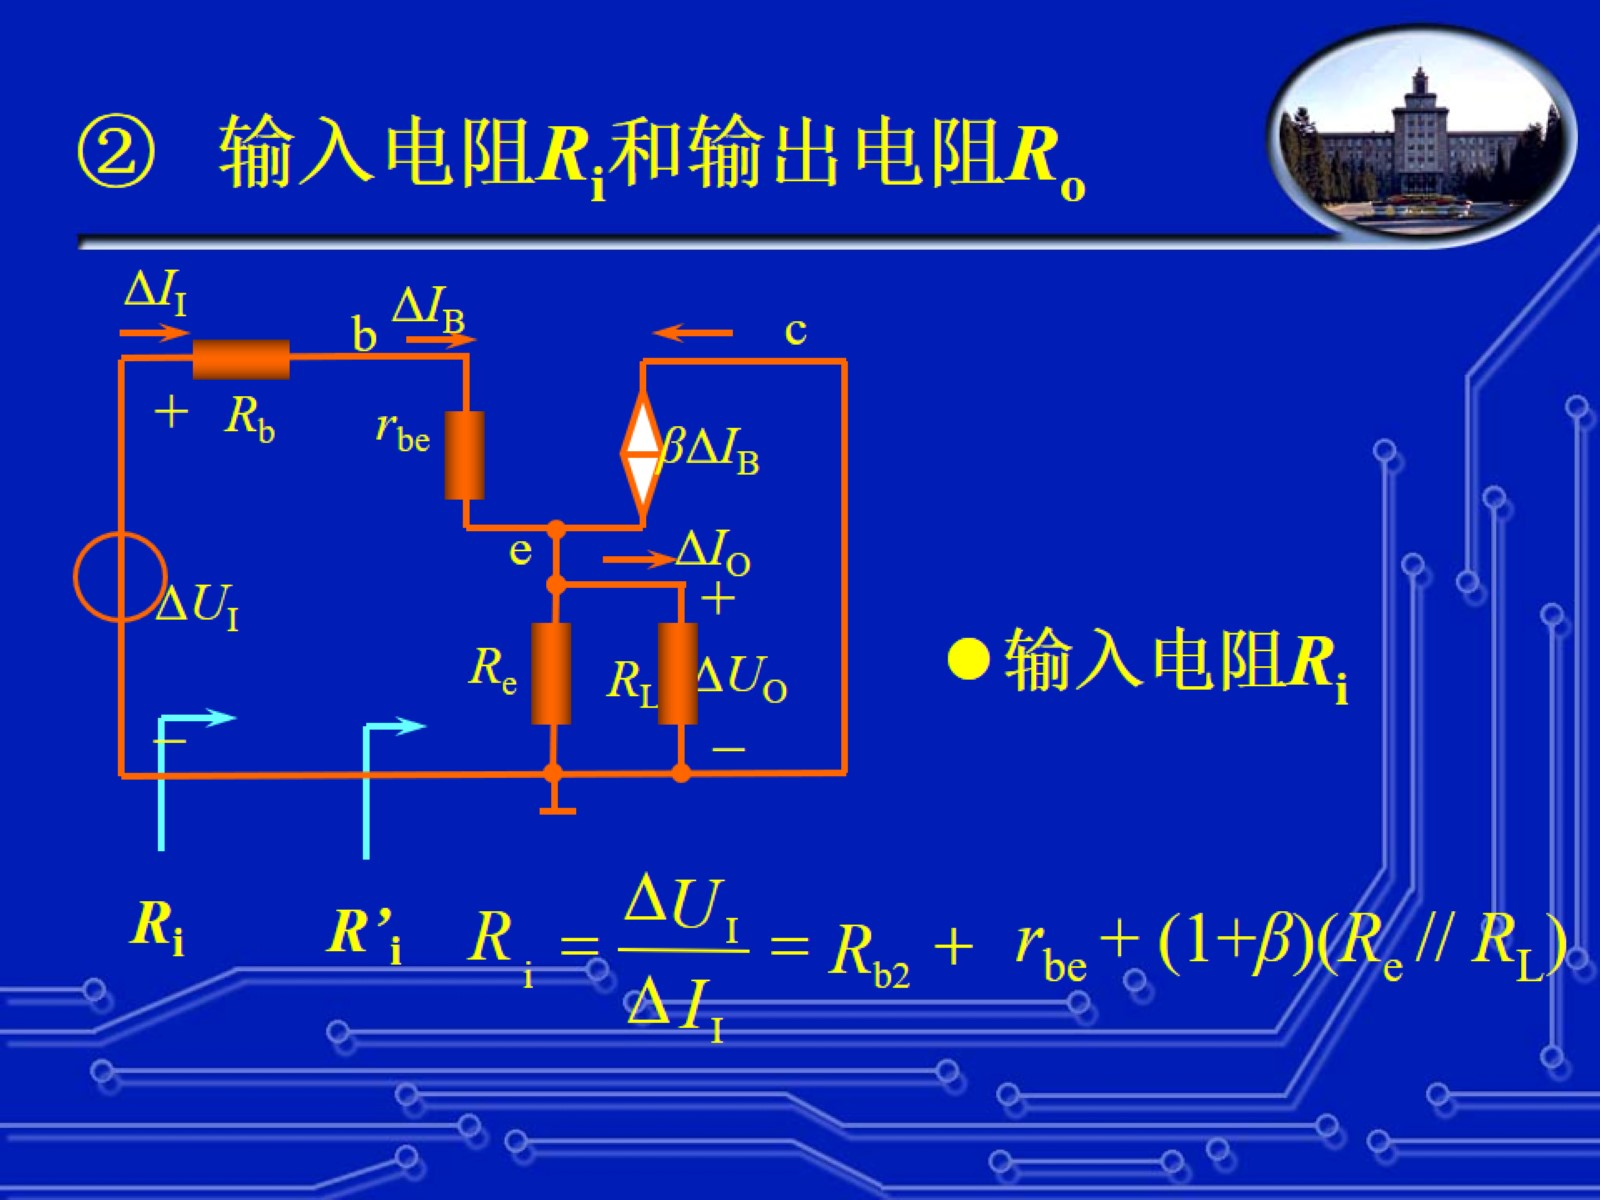 ② 输入电阻Ri和输出电阻Ro
ΔII
b
ΔIB
c
+
Rb
rbe
βΔIB
e
ΔIO
+
ΔUI
Re
RL
ΔUO
●输入电阻Ri
−
−
Ri
R’i
Ri = ΔUI / ΔII = Rb2 + rbe + (1+β)(Re // RL)